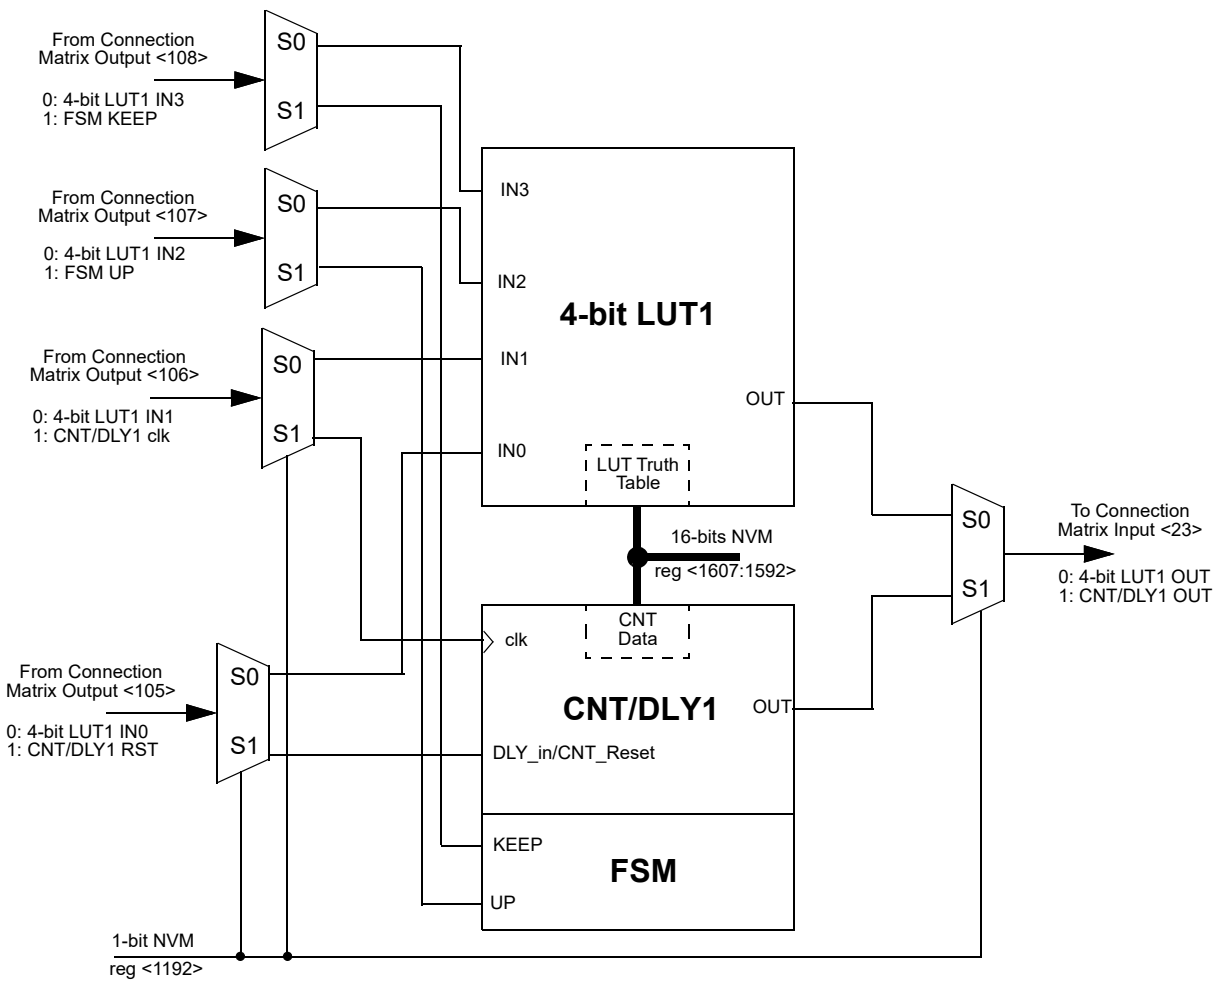 From Connection
Matrix Output <108>
0: 4-bit LUT1 IN3
1: FSM KEEP
S0
S1
From Connection
Matrix Output <107>
0: 4-bit LUT1 IN2
1: FSM UP
S0
S1
From Connection
Matrix Output <106>
0: 4-bit LUT1 IN1
1: CNT/DLY1 clk
S0
S1
From Connection
Matrix Output <105>
0: 4-bit LUT1 IN0
1: CNT/DLY1 RST
S0
S1
IN3
IN2
IN1
IN0
4-bit LUT1
OUT
LUT Truth
Table
16-bits NVM
reg <1607:1592>
CNT
Data
clk
CNT/DLY1
OUT
DLY_in/CNT_Reset
KEEP
FSM
UP
S0
S1
To Connection
Matrix Input <23>
0: 4-bit LUT1 OUT
1: CNT/DLY1 OUT
1-bit NVM
reg <1192>